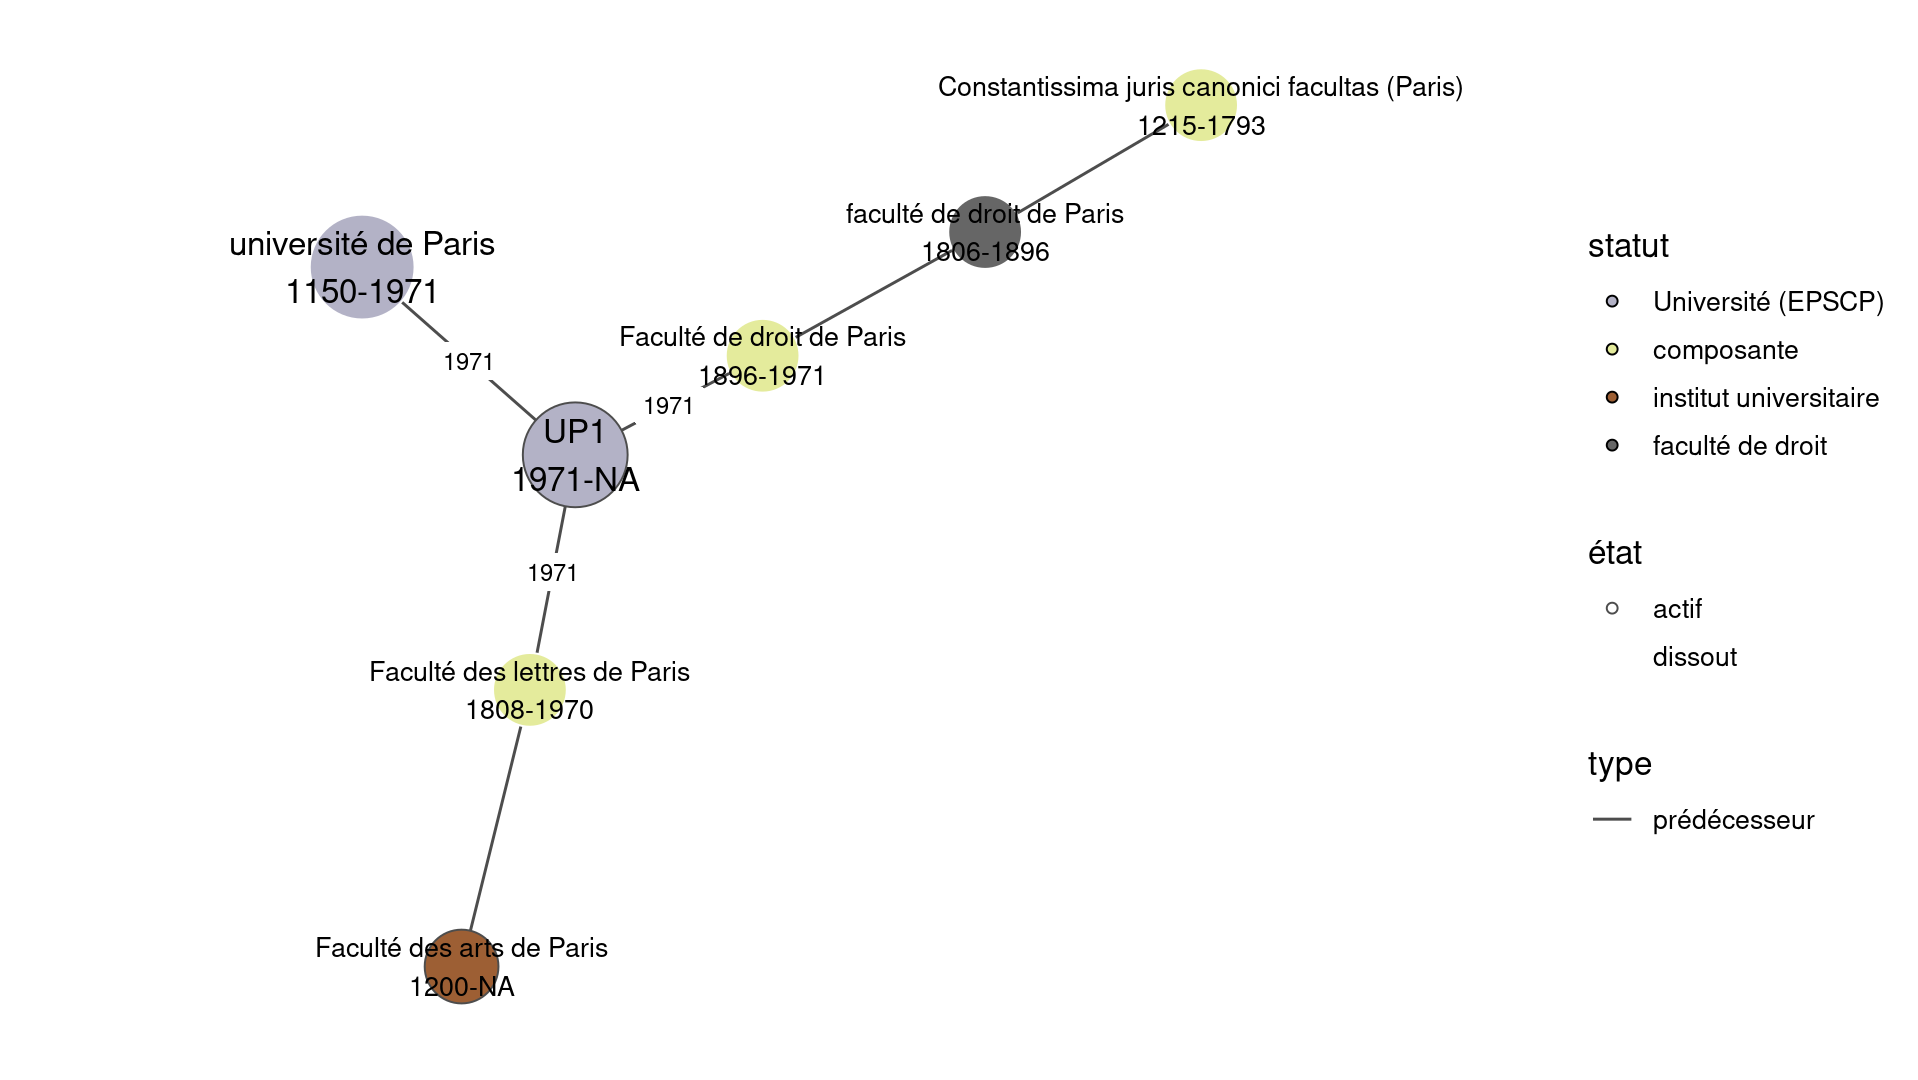 Constantissima juris canonici facultas (Paris)
1215-1793
faculté de droit de Paris
1806-1896
université de Paris
1150-1971
Faculté de droit de Paris
1896-1971
1971
1971
UP1
1971-NA
1971
Faculté des lettres de Paris
1808-1970
Faculté des arts de Paris
1200-NA
statut
Université (EPSCP)
composante
institut universitaire
faculté de droit
état
actif
dissout
type
prédécesseur